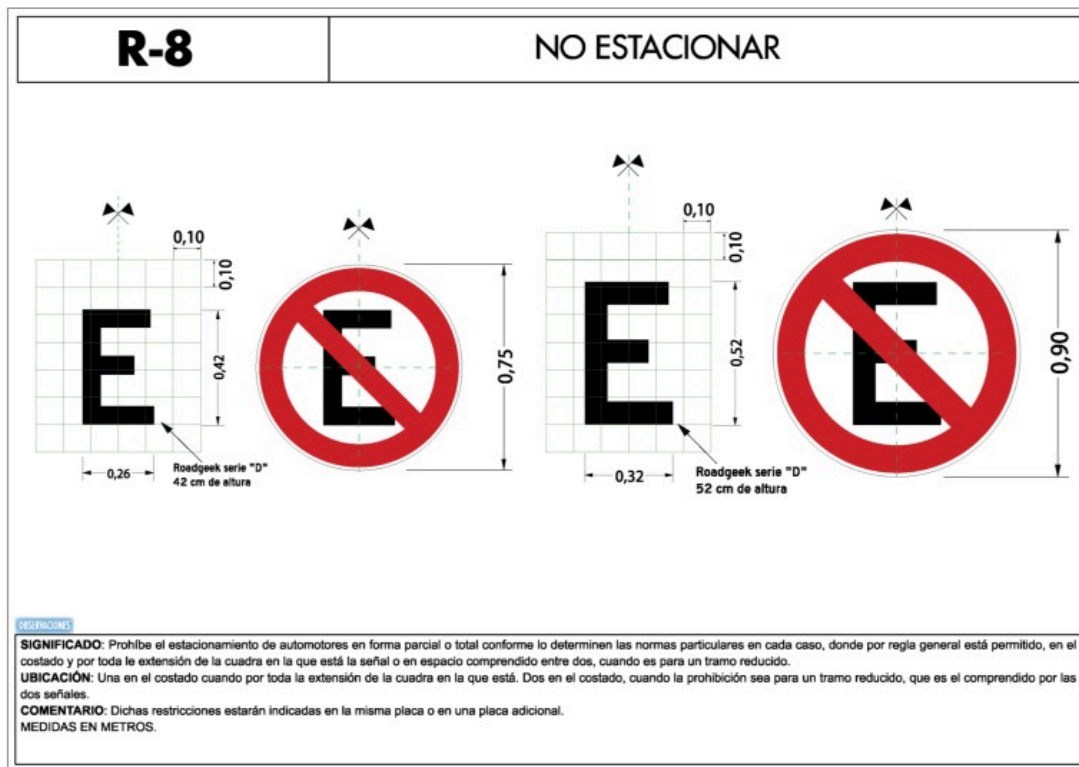 R-8
NO ESTACIONAR
0,10
0,10
E
0,42
0,26
Roadgeek serie "D"
42 cm de altura
E
0,75
0,10
0,10
E
0,52
0,32
Roadgeek serie "D"
52 cm de altura
E
0,90
OBSERVACIONES
SIGNIFICADO: Prohíbe el estacionamiento de automotores en forma parcial o total conforme lo determinen las normas particulares en cada caso, donde por regla general está permitido, en el
costado y por toda le extensión de la cuadra en la que está la señal o en espacio comprendido entre dos, cuando es para un tramo reducido.
UBICACIÓN: Una en el costado cuando por toda la extensión de la cuadra en la que está. Dos en el costado, cuando la prohibición sea para un tramo reducido, que es el comprendido por las
dos señales.
COMENTARIO: Dichas restricciones estarán indicadas en la misma placa o en una placa adicional.
MEDIDAS EN METROS.